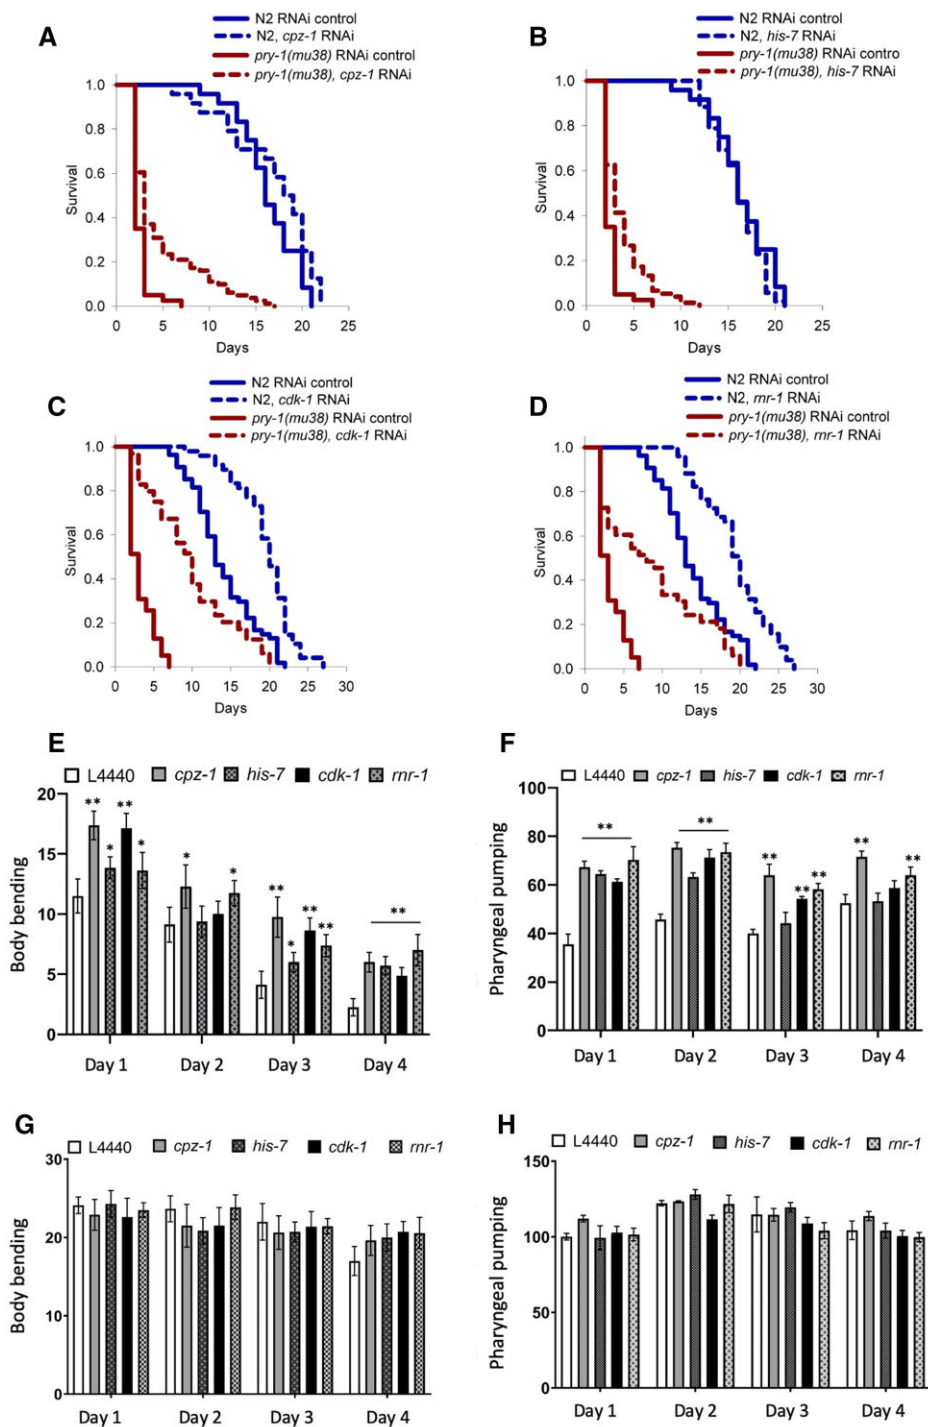 A
N2 RNAi control
N2, cpz-1 RNAi
pry-1(mu38) RNAi control
pry-1(mu38), cpz-1 RNAi
1.0
0.8
0.6
0.4
0.2
0.0
Survival
0 5 10 15 20 25
Days
B
N2 RNAi control
N2, his-7 RNAi
pry-1(mu38) RNAi contro
pry-1(mu38), his-7 RNAi
1.0
0.8
0.6
0.4
0.2
0.0
Survival
0 5 10 15 20 25
Days
C
N2 RNAi control
N2, cdk-1 RNAi
pry-1(mu38) RNAi control
pry-1(mu38), cdk-1 RNAi
1.0
0.8
0.6
0.4
0.2
0.0
Survival
0 5 10 15 20 25 30
Days
D
N2 RNAi control
N2, rnr-1 RNAi
pry-1(mu38) RNAi control
pry-1(mu38), rnr-1 RNAi
1.0
0.8
0.6
0.4
0.2
0.0
Survival
0 5 10 15 20 25 30
Days
E
L4440 cpz-1 his-7 cdk-1 rnr-1
20
15
10
5
0
Body bending
** * ** *
* *
** * ** **
**
Day 1 Day 2 Day 3 Day 4
F
L4440 cpz-1 his-7 cdk-1 rnr-1
100
80
60
40
20
0
Pharyngeal pumping
**
**
** ** **
** **
Day 1 Day 2 Day 3 Day 4
G
L4440 cpz-1 his-7 cdk-1 rnr-1
30
20
10
0
Body bending
Day 1 Day 2 Day 3 Day 4
H
L4440 cpz-1 his-7 cdk-1 rnr-1
150
100
50
0
Pharyngeal pumping
Day 1 Day 2 Day 3 Day 4